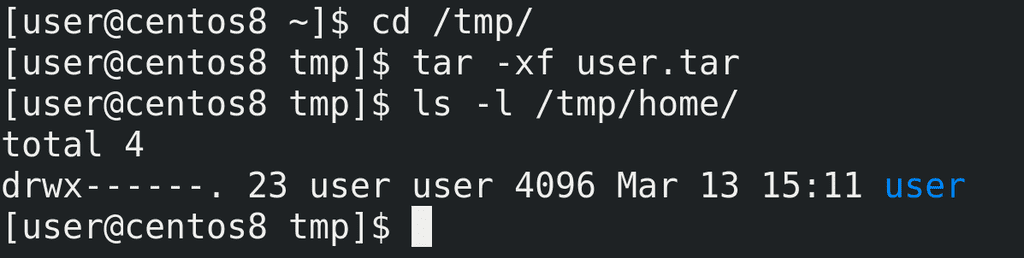 [user@centos8 ~]$ cd /tmp/
[user@centos8 tmp]$ tar -xf user.tar
[user@centos8 tmp]$ ls -l /tmp/home/
total 4
drwx------. 23 user user 4096 Mar 13 15:11 user
[user@centos8 tmp]$